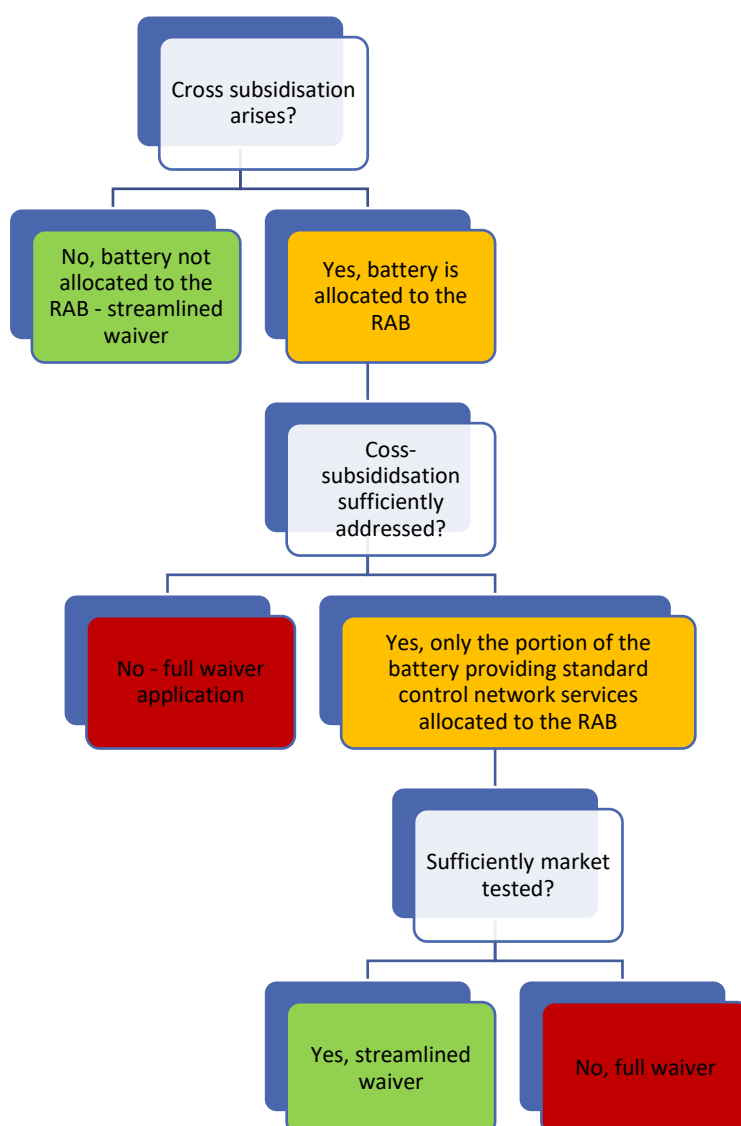 Cross subsidisation
arises?
No, battery not
allocated to the
RAB - streamlined
waiver
Yes, battery is
allocated to the
RAB
Coss-
subsididsation
sufficiently
addressed?
No - full waiver
application
Yes, only the portion of the
battery providing standard
control network services
allocated to the RAB
Sufficiently market
tested?
Yes, streamlined
waiver
No, full waiver